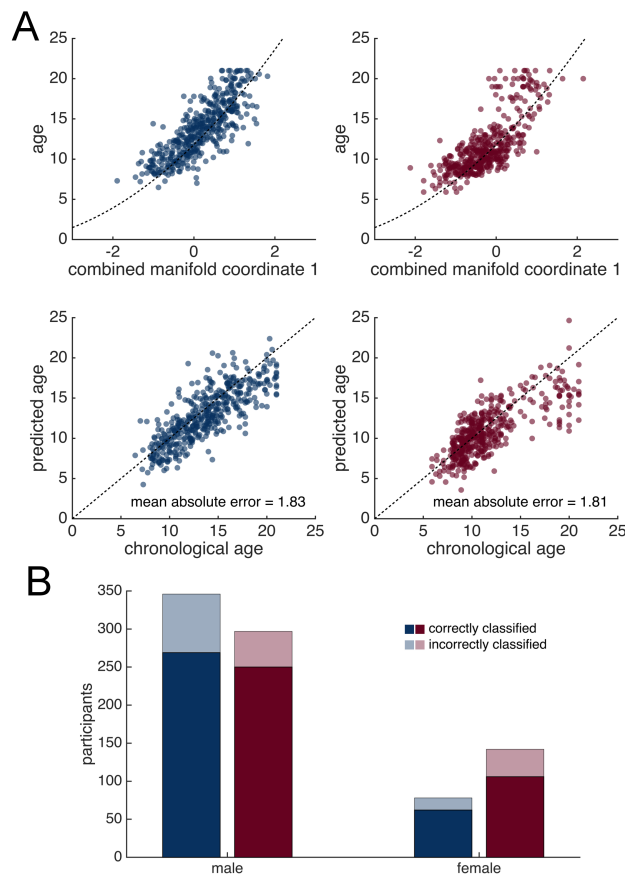 A
25
20
15
10
5
0
age
-2
0
2
combined manifold coordinate 1
25
20
15
10
5
0
age
-2
0
2
combined manifold coordinate 1
25
20
15
10
5
0
predicted age
mean absolute error = 1.83
0
5
10
15
20
25
chronological age
25
20
15
10
5
0
predicted age
mean absolute error = 1.81
0
5
10
15
20
25
chronological age
B
350
300
250
200
150
100
50
0
participants
correctly classified
incorrectly classified
male
female